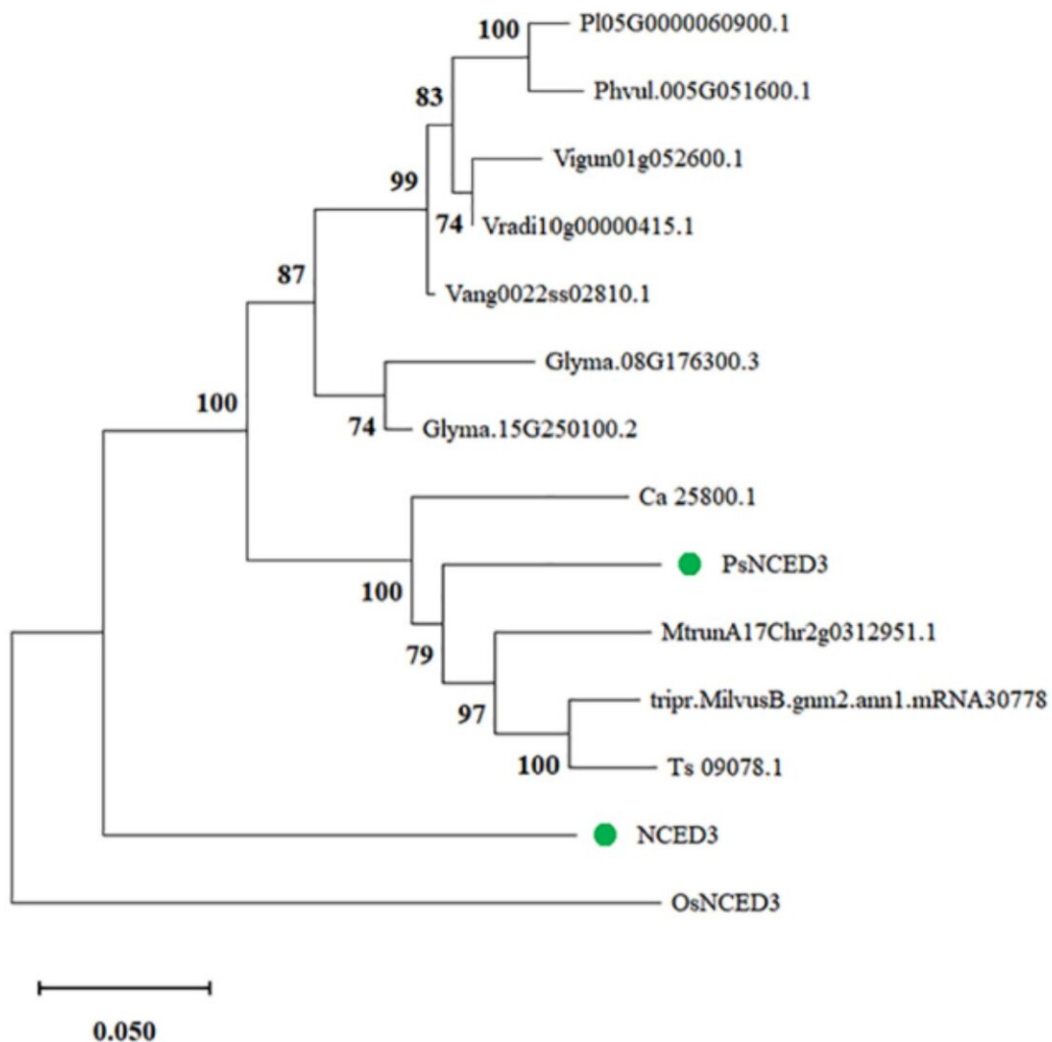 100
Pl05G0000060900.1
Phvul.005G051600.1
83
Vigun01g052600.1
99
74
Vradi10g00000415.1
87
Vang0022ss02810.1
Glyma.08G176300.3
100
74
Glyma.15G250100.2
Ca 25800.1
PsNCED3
100
MtrunA17Chr2g0312951.1
79
tripr.MilvusB.gnm2.ann1.mRNA30778
97
100
Ts 09078.1
NCED3
OsNCED3
0.050